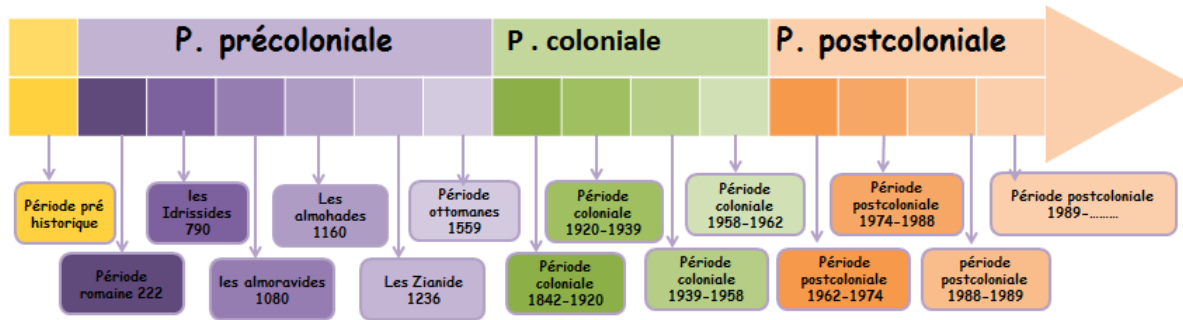 P. précoloniale
P . coloniale
P. postcoloniale
Période pré
historique
Période
romaine 222
les
Idrissides
790
les almoravides
1080
Les
almohades
1160
Les Zianide
1236
Période
ottomanes
1559
Période
coloniale
1842-1920
Période
coloniale
1920-1939
Période
coloniale
1939-1958
Période
coloniale
1958-1962
Période
postcoloniale
1962-1974
Période
postcoloniale
1974-1988
période
postcoloniale
1988-1989
Période postcoloniale
1989-………